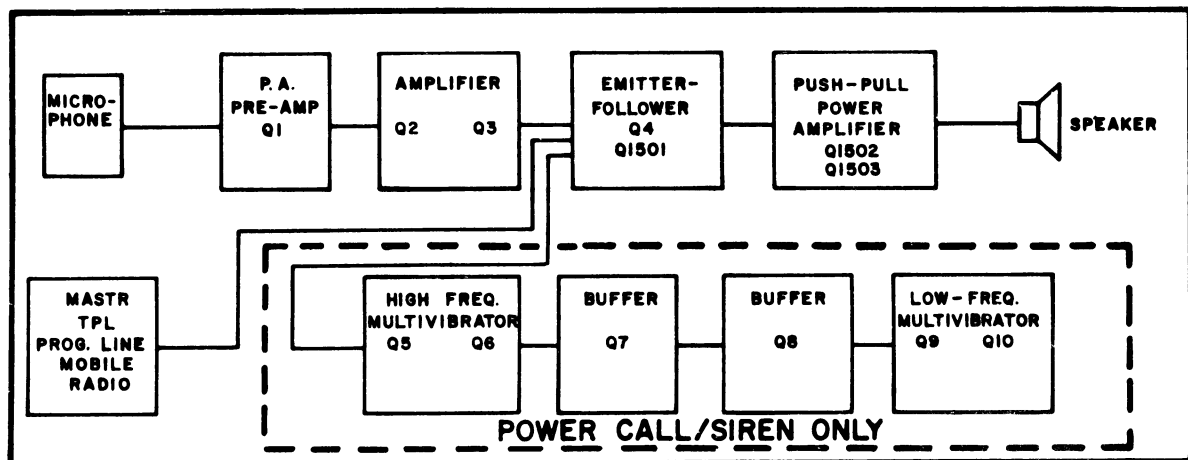 MICRO-
PHONE
P.A.
PRE-AMP
Q1
AMPLIFIER
Q2 Q3
EMITTER-
FOLLOWER
Q4
Q1501
PUSH-PULL
POWER
AMPLIFIER
Q1502
Q1503
SPEAKER
MASTR
TPL
PROG. LINE
MOBILE
RADIO
HIGH FREQ.
MULTIVIBRATOR
Q5 Q6
BUFFER
Q7
BUFFER
Q8
LOW-FREQ.
MULTIVIBRATOR
Q9 Q10
POWER CALL/SIREN ONLY